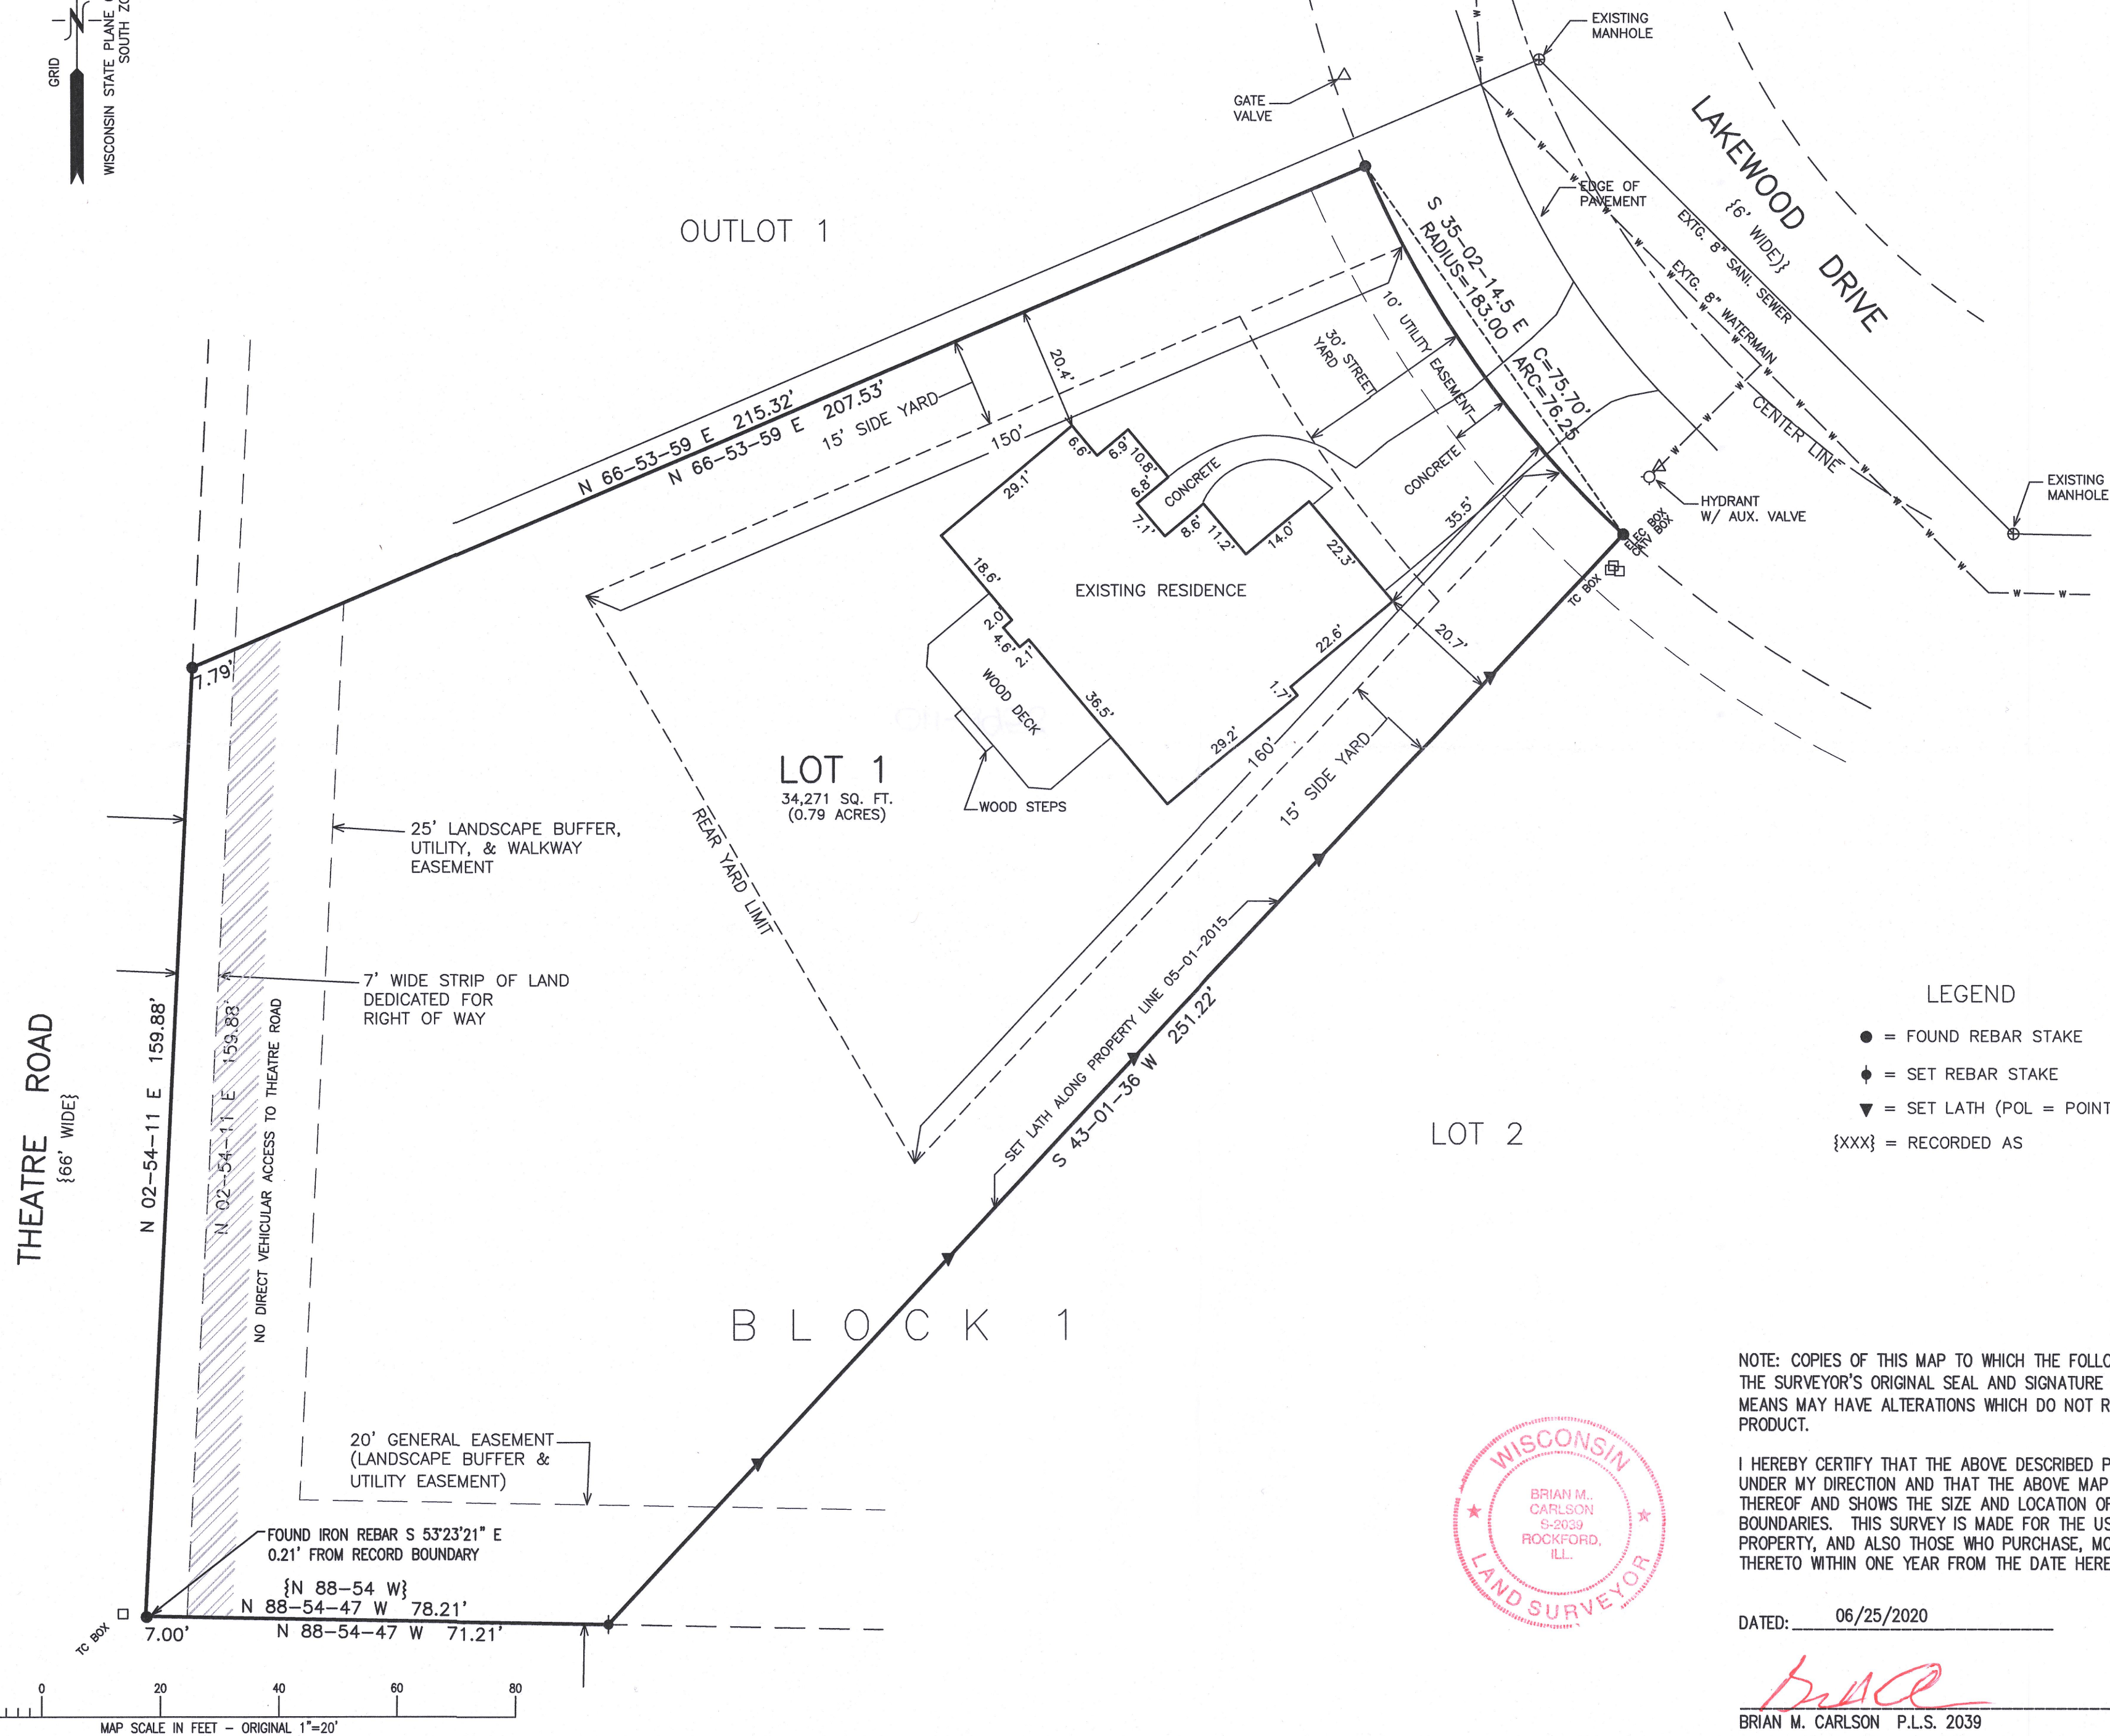 GRID
N
WISCONSIN STATE PLANE
SOUTH
OUTLOT 1
GATE
VALVE
EXISTING
MANHOLE
LAKEWOOD DRIVE
{6' WIDE)}
EDGE OF
PAVEMENT
EXTG. 8" SANI. SEWER
EXTG. 8" WATERMAIN
CENTER LINE
W
EXISTING
MANHOLE
HYDRANT
W/ AUX. VALVE
ELEC BOX
CATV BOX
TC BOX
S 35-02-14.5 E C=75.70'
RADIUS=183.00 ARC=76.25
10' UTILITY EASEMENT
30' STREET
YARD
CONCRETE
CONCRETE
N 66-53-59 E 215.32'
N 66-53-59 E 207.53'
15' SIDE YARD
150'
20.4'
6.6'
6.9'
10.8'
6.8'
7.1'
8.6'
11.2'
14.0'
22.3'
35.5'
29.1'
18.6'
2.0'
4.6'
2.1'
36.5'
29.2'
1.7'
22.6'
20.7'
160'
EXISTING RESIDENCE
WOOD DECK
WOOD STEPS
LOT 1
34,271 SQ. FT.
(0.79 ACRES)
REAR YARD LIMIT
15' SIDE YARD
SET LATH ALONG PROPERTY LINE 05-01-2015
S 43-01-36 W 251.22'
7.79'
25' LANDSCAPE BUFFER,
UTILITY, & WALKWAY
EASEMENT
7' WIDE STRIP OF LAND
DEDICATED FOR
RIGHT OF WAY
THEATRE ROAD
{66' WIDE}
N 02-54-11 E 159.88'
N 02-54-11 E 159.88'
NO DIRECT VEHICULAR ACCESS TO THEATRE ROAD
LOT 2
BLOCK 1
20' GENERAL EASEMENT
(LANDSCAPE BUFFER &
UTILITY EASEMENT)
FOUND IRON REBAR S 53°23'21" E
0.21' FROM RECORD BOUNDARY
{N 88-54 W}
N 88-54-47 W 78.21'
7.00' N 88-54-47 W 71.21'
TC BOX
0 20 40 60 80
MAP SCALE IN FEET - ORIGINAL 1"=20'
LEGEND
= FOUND REBAR STAKE
= SET REBAR STAKE
= SET LATH (POL = POINT
{XXX} = RECORDED AS
WISCONSIN
BRIAN M.
CARLSON
S-2039
ROCKFORD,
ILL.
LAND SURVEYOR
NOTE: COPIES OF THIS MAP TO WHICH THE
THE SURVEYOR'S ORIGINAL SEAL AND SIGNATURE
MEANS MAY HAVE ALTERATIONS WHICH DO NOT
PRODUCT.
I HEREBY CERTIFY THAT THE ABOVE DESCRIBED
UNDER MY DIRECTION AND THAT THE ABOVE MAP
THEREOF AND SHOWS THE SIZE AND LOCATION
BOUNDARIES. THIS SURVEY IS MADE FOR THE
PROPERTY, AND ALSO THOSE WHO PURCHASE,
THERETO WITHIN ONE YEAR FROM THE DATE
DATED: 06/25/2020
BRIAN M. CARLSON P.L.S. 2039